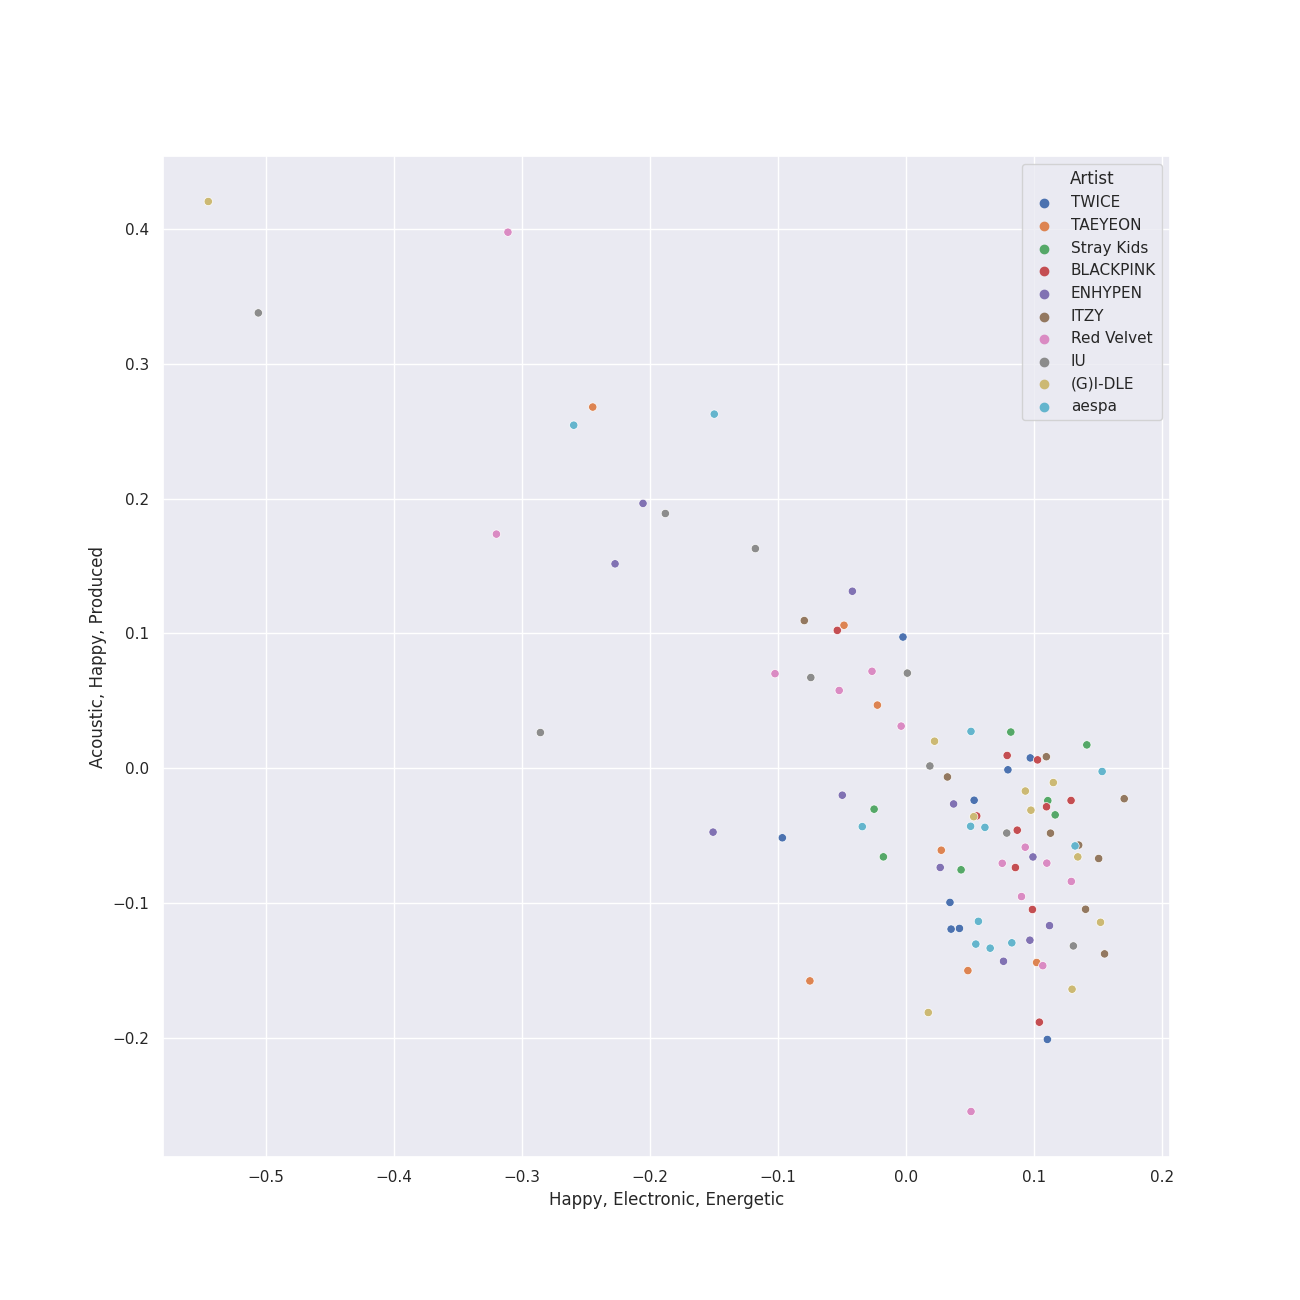 Artist
TWICE
TAEYEON
Stray Kids
BLACKPINK
ENHYPEN
ITZY
Red Velvet
IU
(G)I-DLE
aespa
0.4
0.3
0.2
0.1
0.0
−0.1
−0.2
Acoustic, Happy, Produced
−0.5 −0.4 −0.3 −0.2 −0.1 0.0 0.1 0.2
Happy, Electronic, Energetic